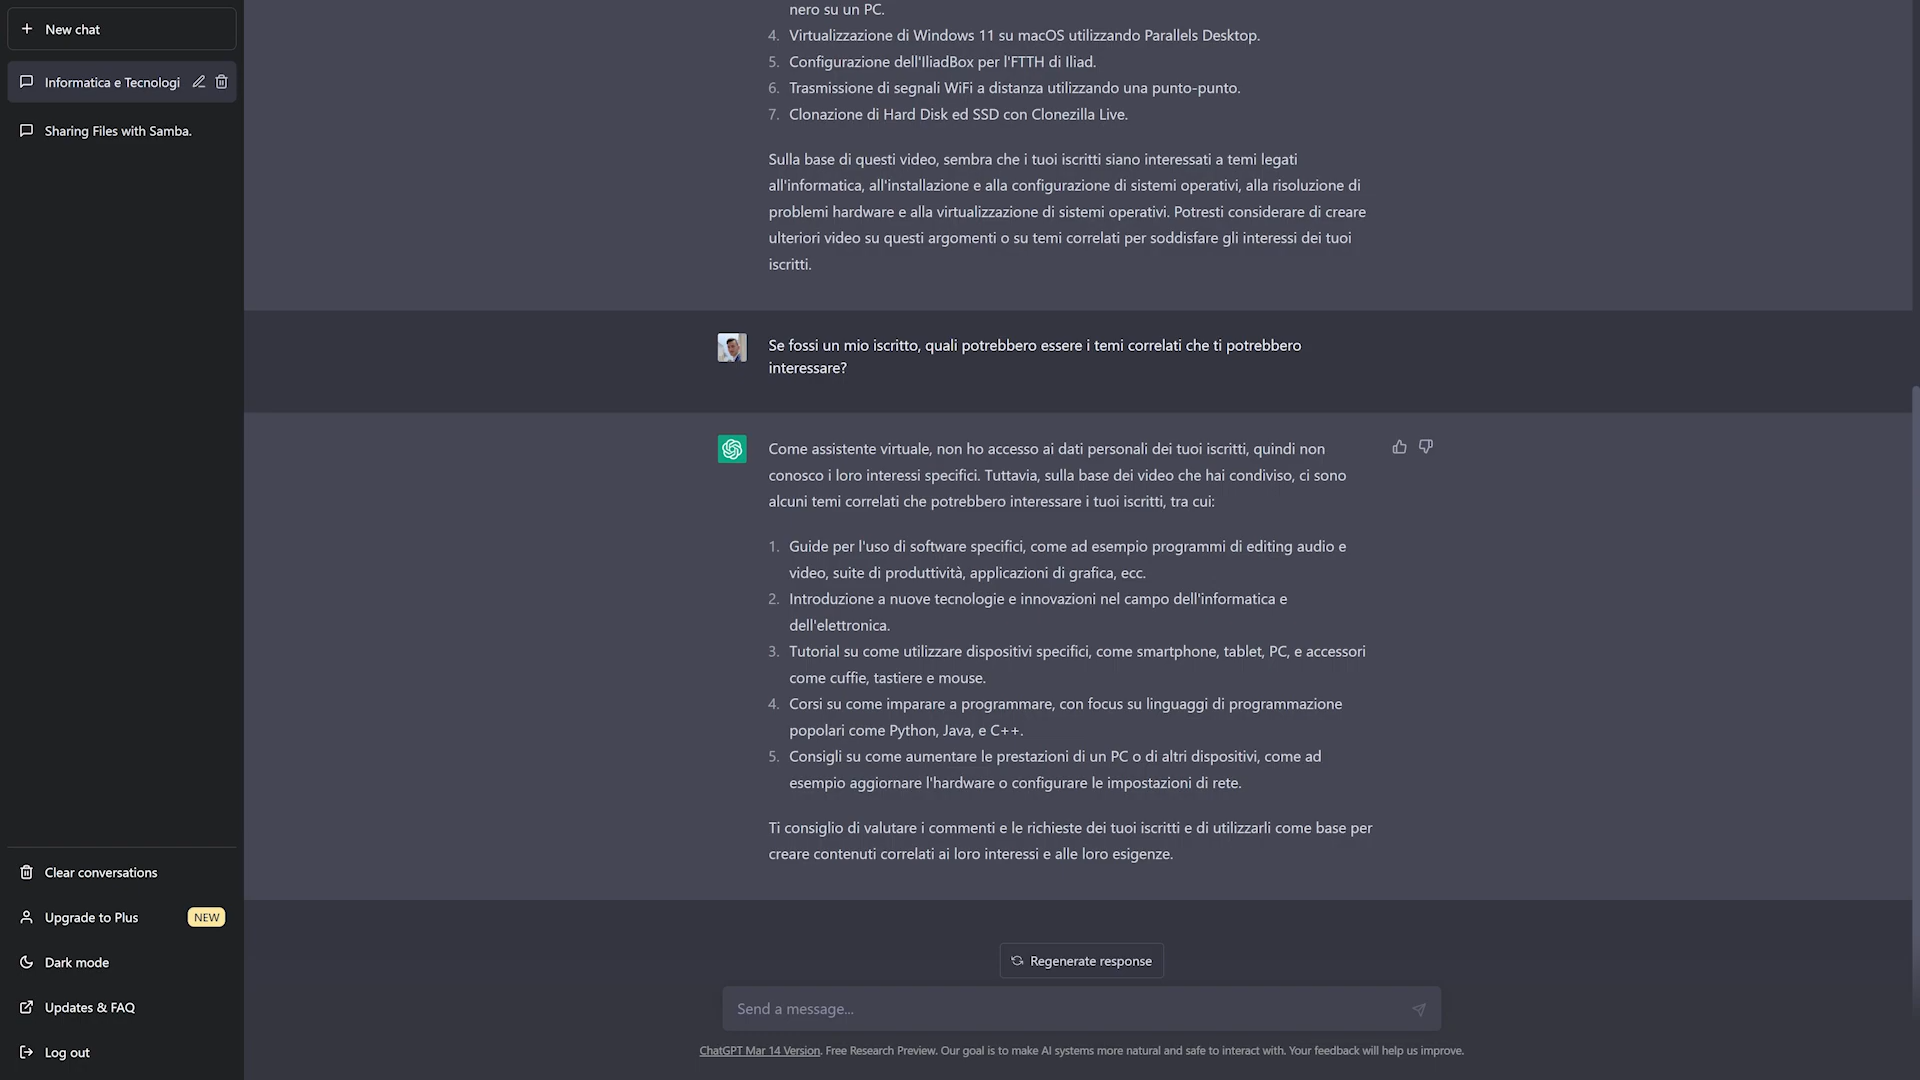 New chat
Informatica e Tecnologi
Sharing Files with Samba.
nero su un PC.
4. Virtualizzazione di Windows 11 su macOS utilizzando Parallels Desktop.
5. Configurazione dell'IliadBox per l'FTTH di Iliad.
6. Trasmissione di segnali WiFi a distanza utilizzando una punto-punto.
7. Clonazione di Hard Disk ed SSD con Clonezilla Live.
Sulla base di questi video, sembra che i tuoi iscritti siano interessati a temi legati
all'informatica, all'installazione e alla configurazione di sistemi operativi, alla risoluzione di
problemi hardware e alla virtualizzazione di sistemi operativi. Potresti considerare di creare
ulteriori video su questi argomenti o su temi correlati per soddisfare gli interessi dei tuoi
iscritti.
Se fossi un mio iscritto, quali potrebbero essere i temi correlati che ti potrebbero
interessare?
Come assistente virtuale, non ho accesso ai dati personali dei tuoi iscritti, quindi non
conosco i loro interessi specifici. Tuttavia, sulla base dei video che hai condiviso, ci sono
alcuni temi correlati che potrebbero interessare i tuoi iscritti, tra cui:
1. Guide per l'uso di software specifici, come ad esempio programmi di editing audio e
video, suite di produttività, applicazioni di grafica, ecc.
2. Introduzione a nuove tecnologie e innovazioni nel campo dell'informatica e
dell'elettronica.
3. Tutorial su come utilizzare dispositivi specifici, come smartphone, tablet, PC, e accessori
come cuffie, tastiere e mouse.
4. Corsi su come imparare a programmare, con focus su linguaggi di programmazione
popolari come Python, Java, e C++.
5. Consigli su come aumentare le prestazioni di un PC o di altri dispositivi, come ad
esempio aggiornare l'hardware o configurare le impostazioni di rete.
Ti consiglio di valutare i commenti e le richieste dei tuoi iscritti e di utilizzarli come base per
creare contenuti correlati ai loro interessi e alle loro esigenze.
Clear conversations
Upgrade to Plus NEW
Dark mode
Updates & FAQ
Log out
Regenerate response
Send a message...
ChatGPT Mar 14 Version. Free Research Preview. Our goal is to make AI systems more natural and safe to interact with. Your feedback will help us improve.